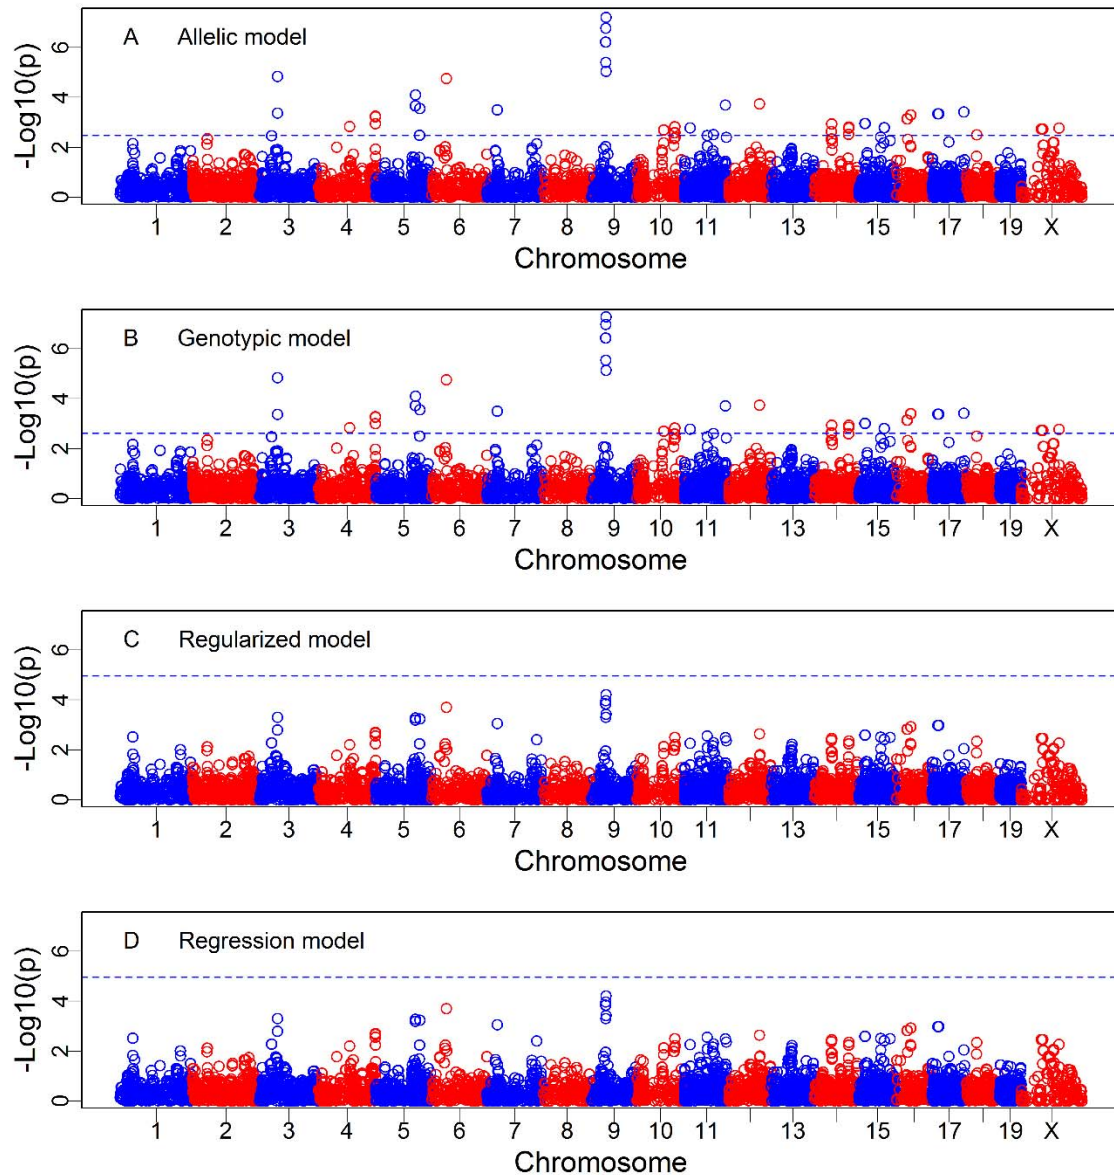 A Allelic model
-Log10(p)
6
4
2
0
1 2 3 4 5 6 7 8 9 10 11 13 15 17 19 X
Chromosome
B Genotypic model
-Log10(p)
6
4
2
0
1 2 3 4 5 6 7 8 9 10 11 13 15 17 19 X
Chromosome
C Regularized model
-Log10(p)
6
4
2
0
1 2 3 4 5 6 7 8 9 10 11 13 15 17 19 X
Chromosome
D Regression model
-Log10(p)
6
4
2
0
1 2 3 4 5 6 7 8 9 10 11 13 15 17 19 X
Chromosome